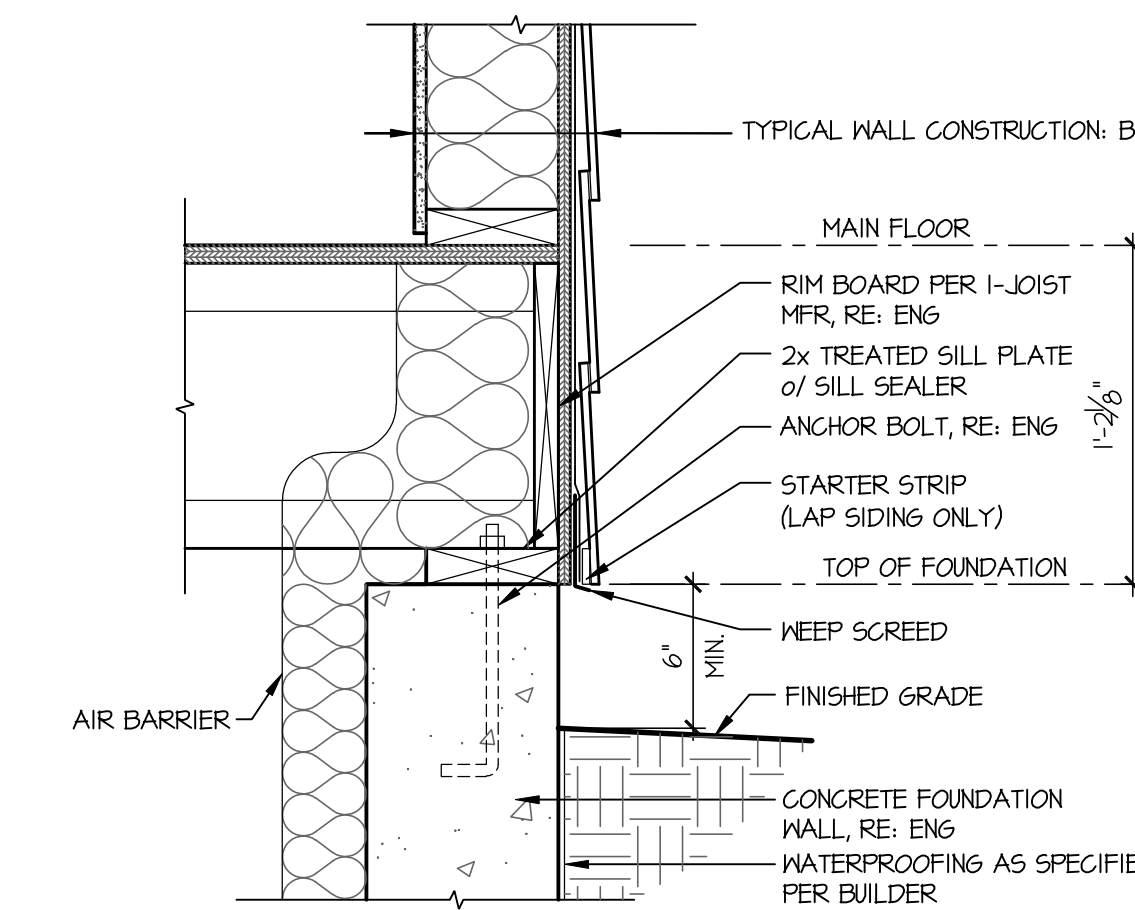 TYPICAL WALL CONSTRUCTION: B
MAIN FLOOR
RIM BOARD PER I-JOIST
MFR, RE: ENG
2x TREATED SILL PLATE
o/ SILL SEALER
1'-2⅛"
ANCHOR BOLT, RE: ENG
STARTER STRIP
(LAP SIDING ONLY)
TOP OF FOUNDATION
WEEP SCREED
6"
MIN.
FINISHED GRADE
AIR BARRIER
CONCRETE FOUNDATION
WALL, RE: ENG
WATERPROOFING AS SPECIFIE
PER BUILDER